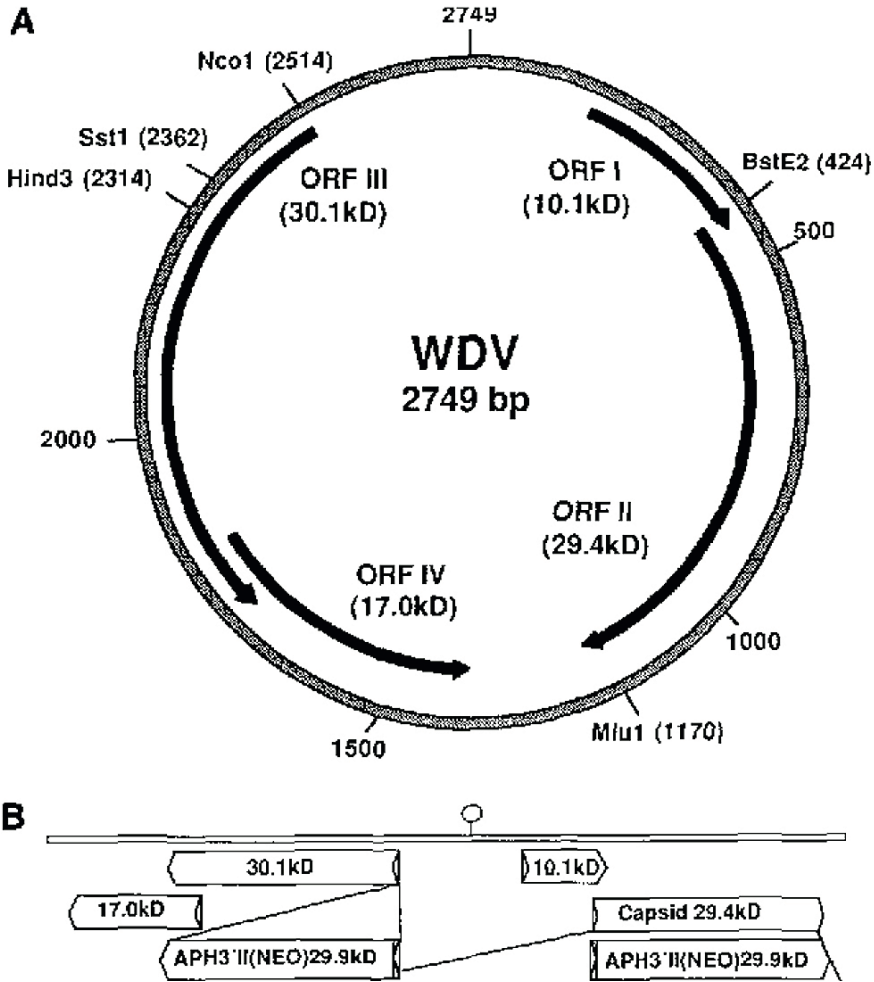 A
2749
Nco1 (2514)
Sst1 (2362)
Hind3 (2314)
BstE2 (424)
500
ORF III
(30.1kD)
ORF I
(10.1kD)
WDV
2749 bp
2000
ORF II
(29.4kD)
ORF IV
(17.0kD)
1000
Mlu1 (1170)
1500
B
30.1kD
10.1kD
17.0kD
Capsid 29.4kD
APH3'II(NEO)29.9kD
APH3'II(NEO)29.9kD